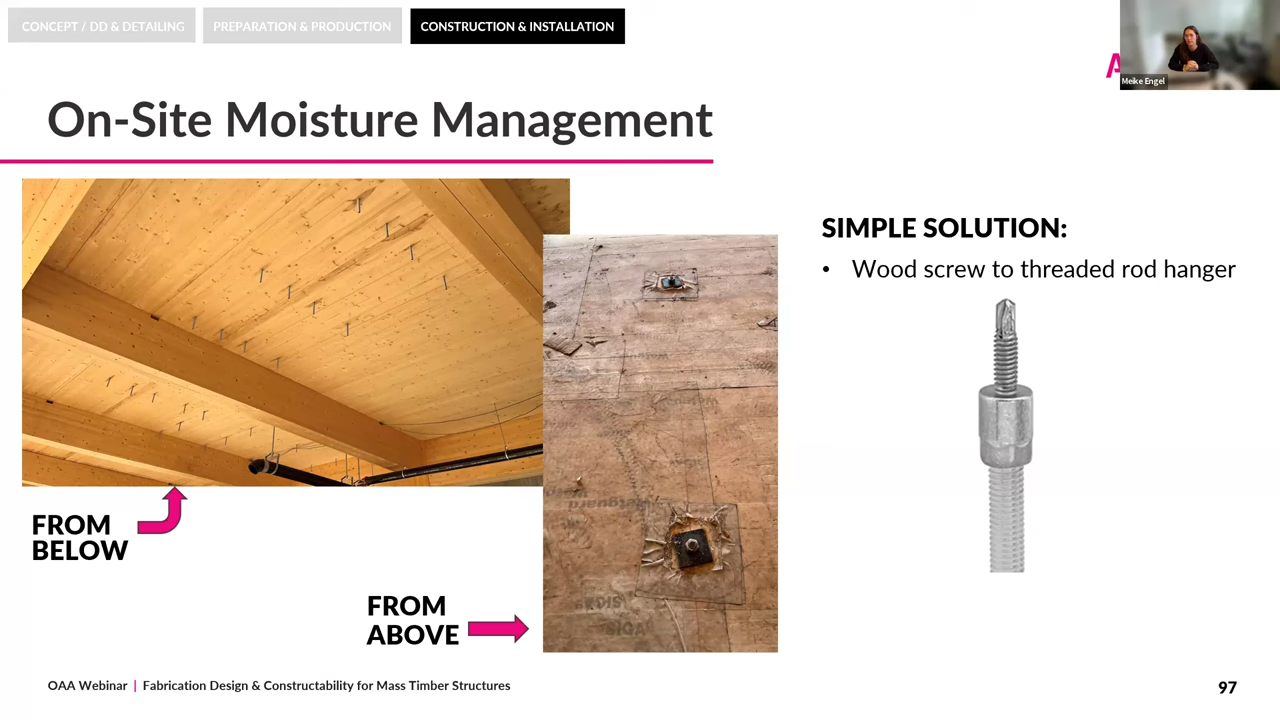 CONCEPT / DD & DETAILING
PREPARATION & PRODUCTION
CONSTRUCTION & INSTALLATION
A
Meike Engel
On-Site Moisture Management
SIMPLE SOLUTION:
• Wood screw to threaded rod hanger
FROM
BELOW
FROM
ABOVE
OAA Webinar | Fabrication Design & Constructability for Mass Timber Structures
97